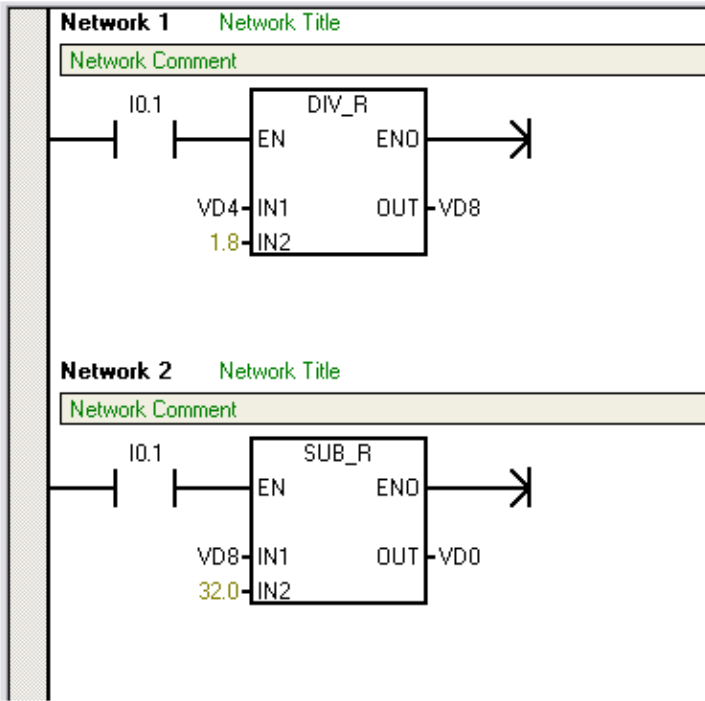 Network 1 Network Title
Network Comment
I0.1 DIV_R
EN ENO
VD4 IN1 OUT VD8
1.8 IN2
Network 2 Network Title
Network Comment
I0.1 SUB_R
EN ENO
VD8 IN1 OUT VD0
32.0 IN2